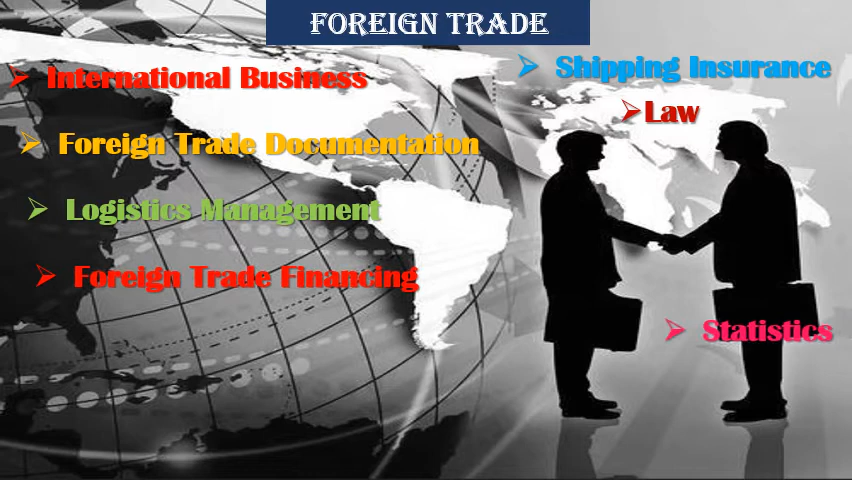 FOREIGN TRADE
International Business
Foreign Trade Documentation
Logistics Management
Foreign Trade Financing
Shipping Insurance
Law
Statistics